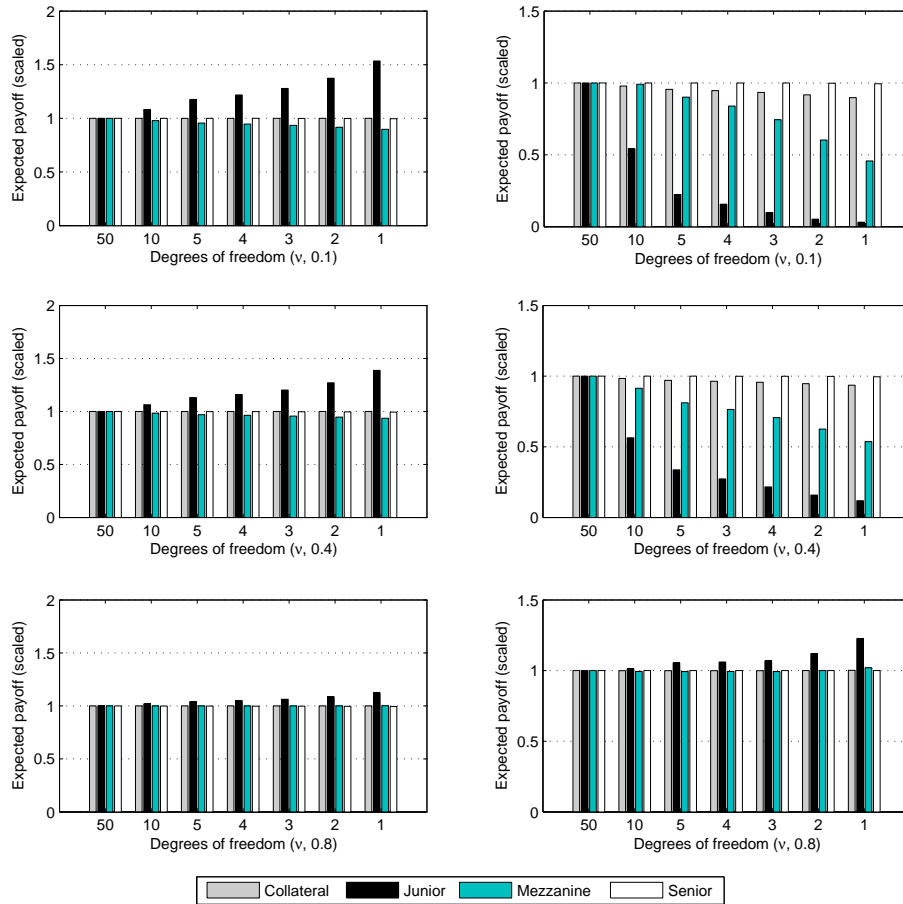 2
1.5
1
0.5
0
Expected payoff (scaled)
50 10 5 4 3 2 1
Degrees of freedom (ν, 0.1)
1.5
1
0.5
0
Expected payoff (scaled)
50 10 5 4 3 2 1
Degrees of freedom (ν, 0.1)
2
1.5
1
0.5
0
Expected payoff (scaled)
50 10 5 4 3 2 1
Degrees of freedom (ν, 0.4)
1.5
1
0.5
0
Expected payoff (scaled)
50 10 5 3 4 2 1
Degrees of freedom (ν, 0.4)
2
1.5
1
0.5
0
Expected payoff (scaled)
50 10 5 4 3 2 1
Degrees of freedom (ν, 0.8)
1.5
1
0.5
0
Expected payoff (scaled)
50 10 5 4 3 2 1
Degrees of freedom (ν, 0.8)
Collateral Junior Mezzanine Senior